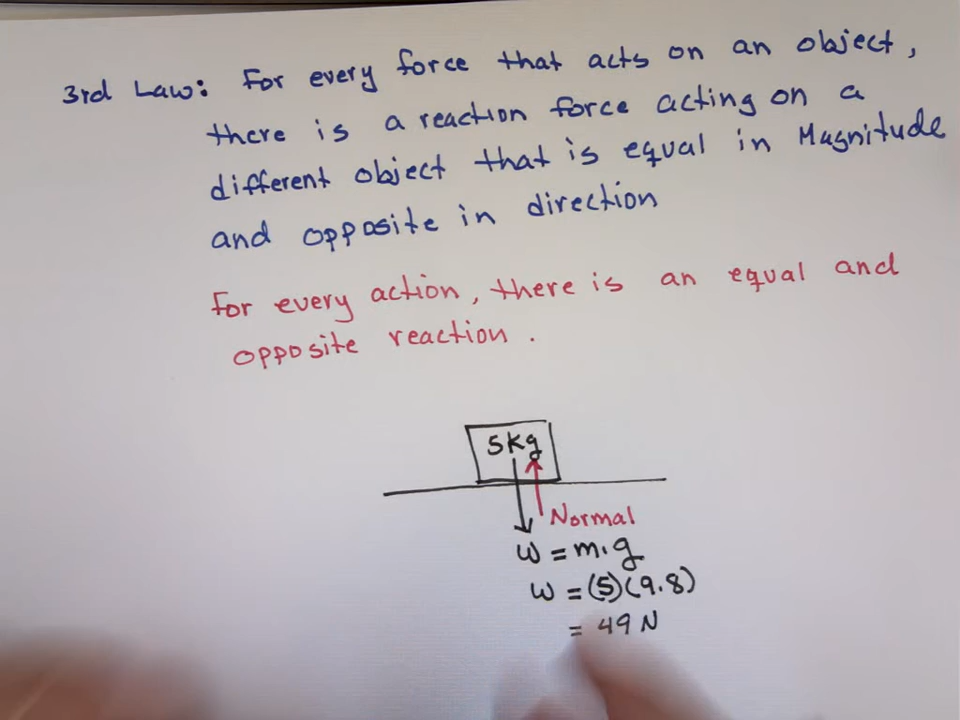 3rd Law: For every force that acts on an object,
there is a reaction force acting on a
different object that is equal in Magnitude
and opposite in direction
For every action, there is an equal and
opposite reaction.
5kg
Normal
W = m.g
W = (5)(9.8)
= 49 N